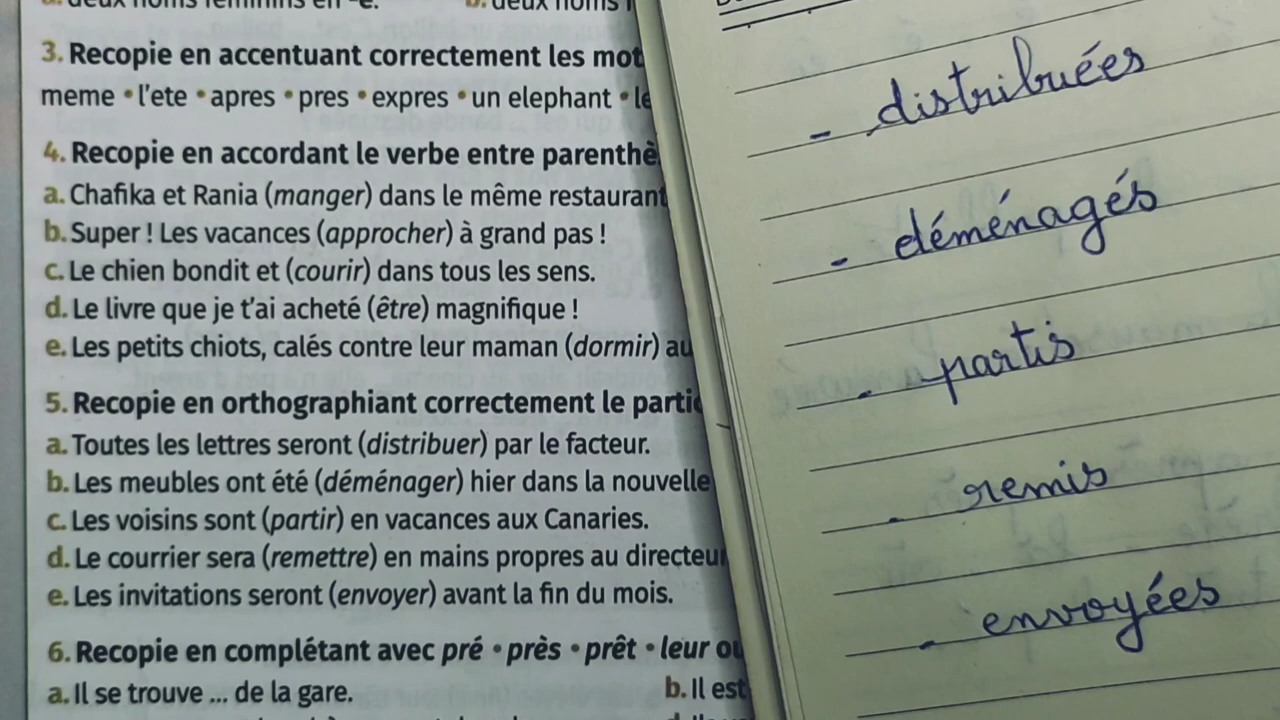 3. Recopie en accentuant correctement les mot
meme • l'ete • apres • pres • expres • un elephant •
4. Recopie en accordant le verbe entre parenthè
a. Chafika et Rania (manger) dans le même restaurant
b. Super ! Les vacances (approcher) à grand pas !
c. Le chien bondit et (courir) dans tous les sens.
d. Le livre que je t'ai acheté (être) magnifique !
e. Les petits chiots, calés contre leur maman (dormir) au
5. Recopie en orthographiant correctement le partic
a. Toutes les lettres seront (distribuer) par le facteur.
b. Les meubles ont été (déménager) hier dans la nouvelle
c. Les voisins sont (partir) en vacances aux Canaries.
d. Le courrier sera (remettre) en mains propres au directeur
e. Les invitations seront (envoyer) avant la fin du mois.
6. Recopie en complétant avec pré • près • prêt • leur ou
a. Il se trouve ... de la gare. b. Il est
- distribuées
- déménagés
- partis
- remis
- envoyées